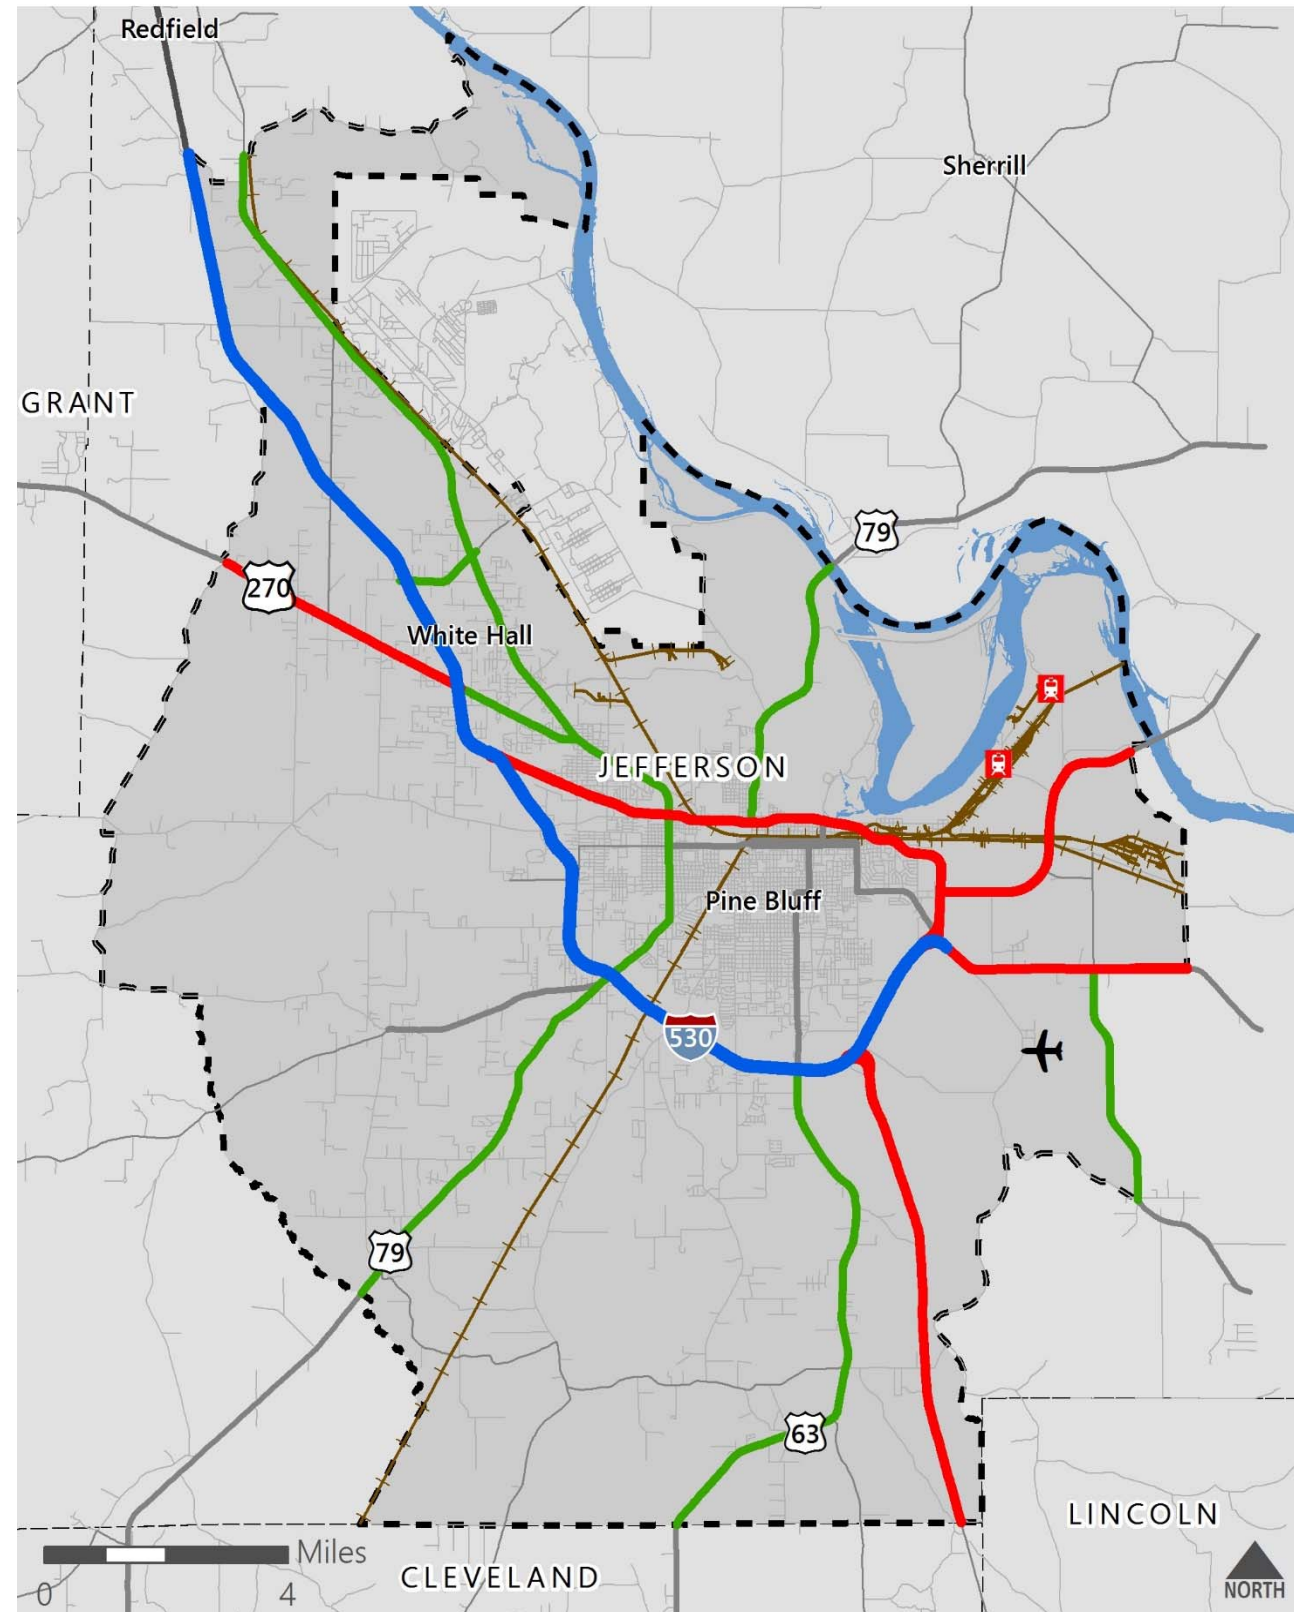 Redfield
Sherrill
GRANT
79
270
White Hall
JEFFERSON
Pine Bluff
530
79
63
LINCOLN
Miles
CLEVELAND
0
4
NORTH